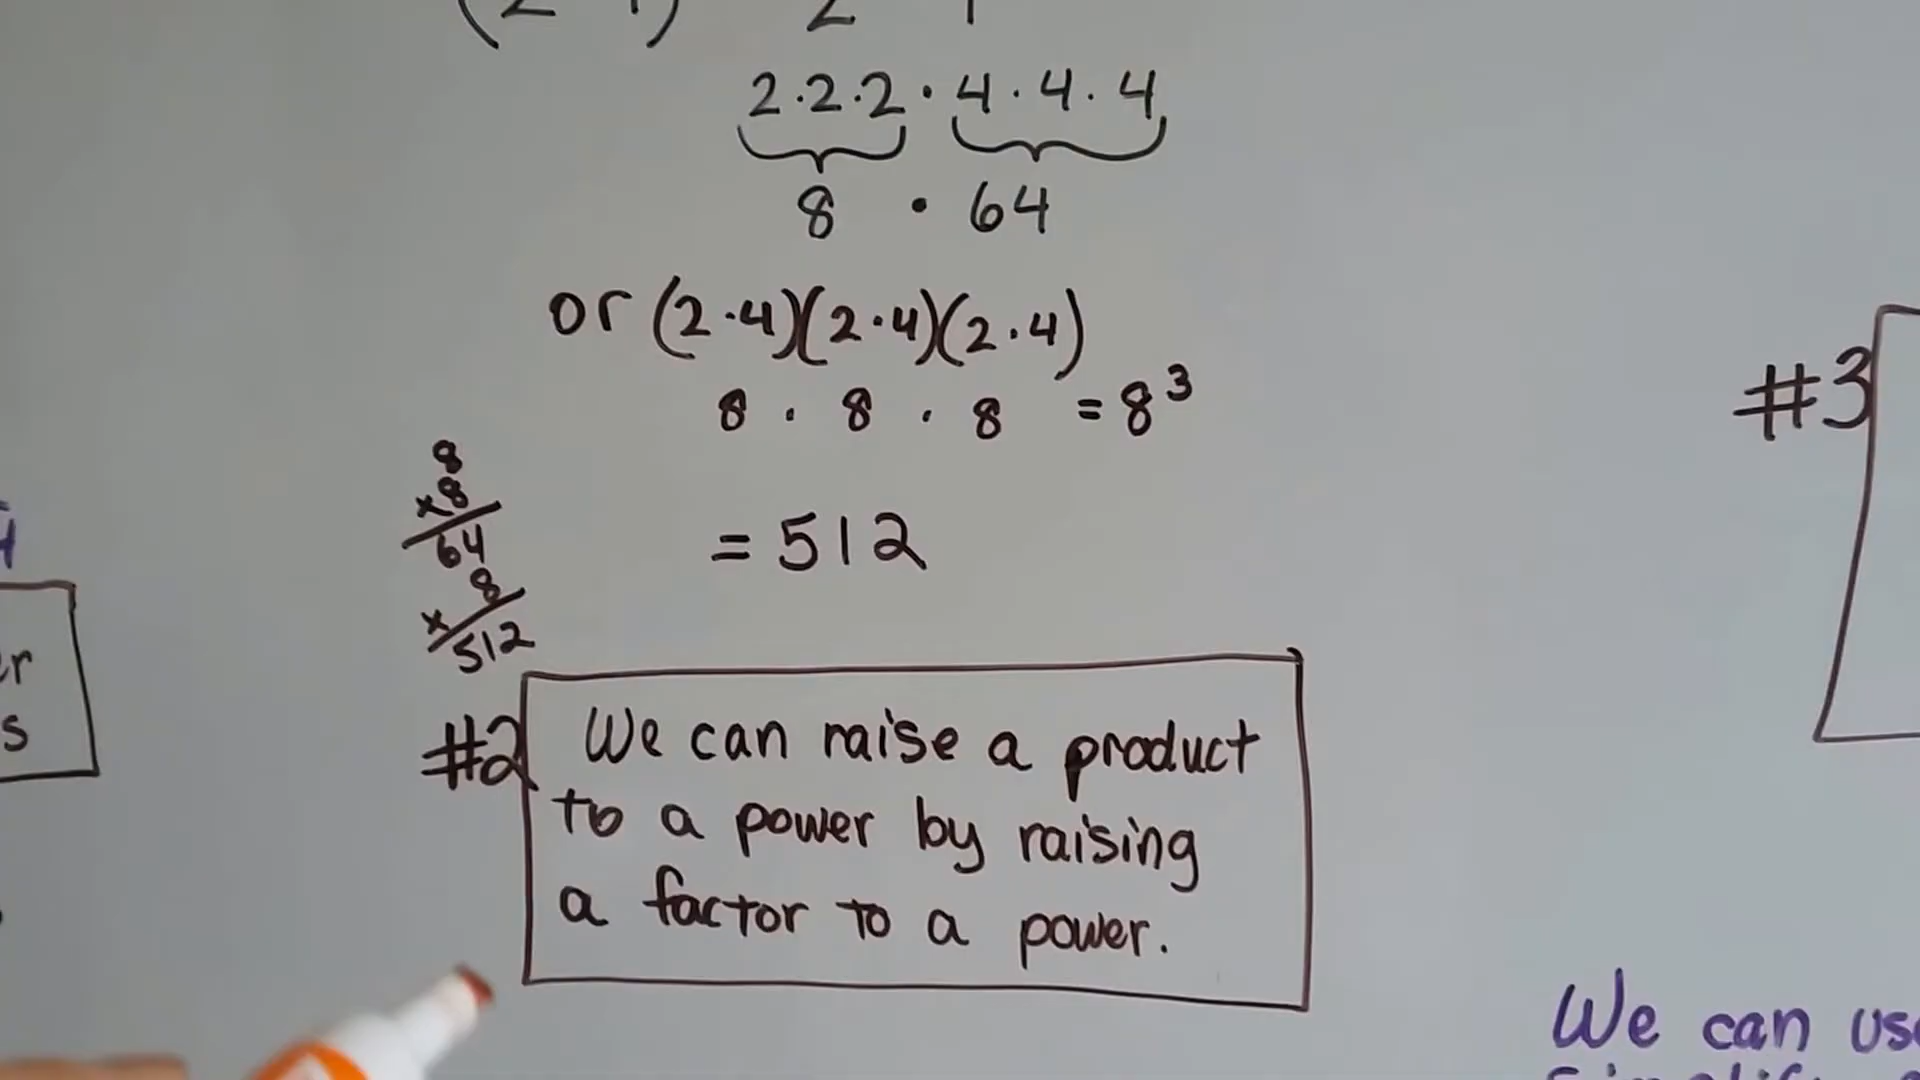 2·2·2·4·4·4
8 · 64
or (2·4)(2·4)(2·4)
8 · 8 · 8 = 8³
8
×8
64
8
×
512
= 512
#2
We can raise a product
to a power by raising
a factor to a power.
#3
er
s
We can use